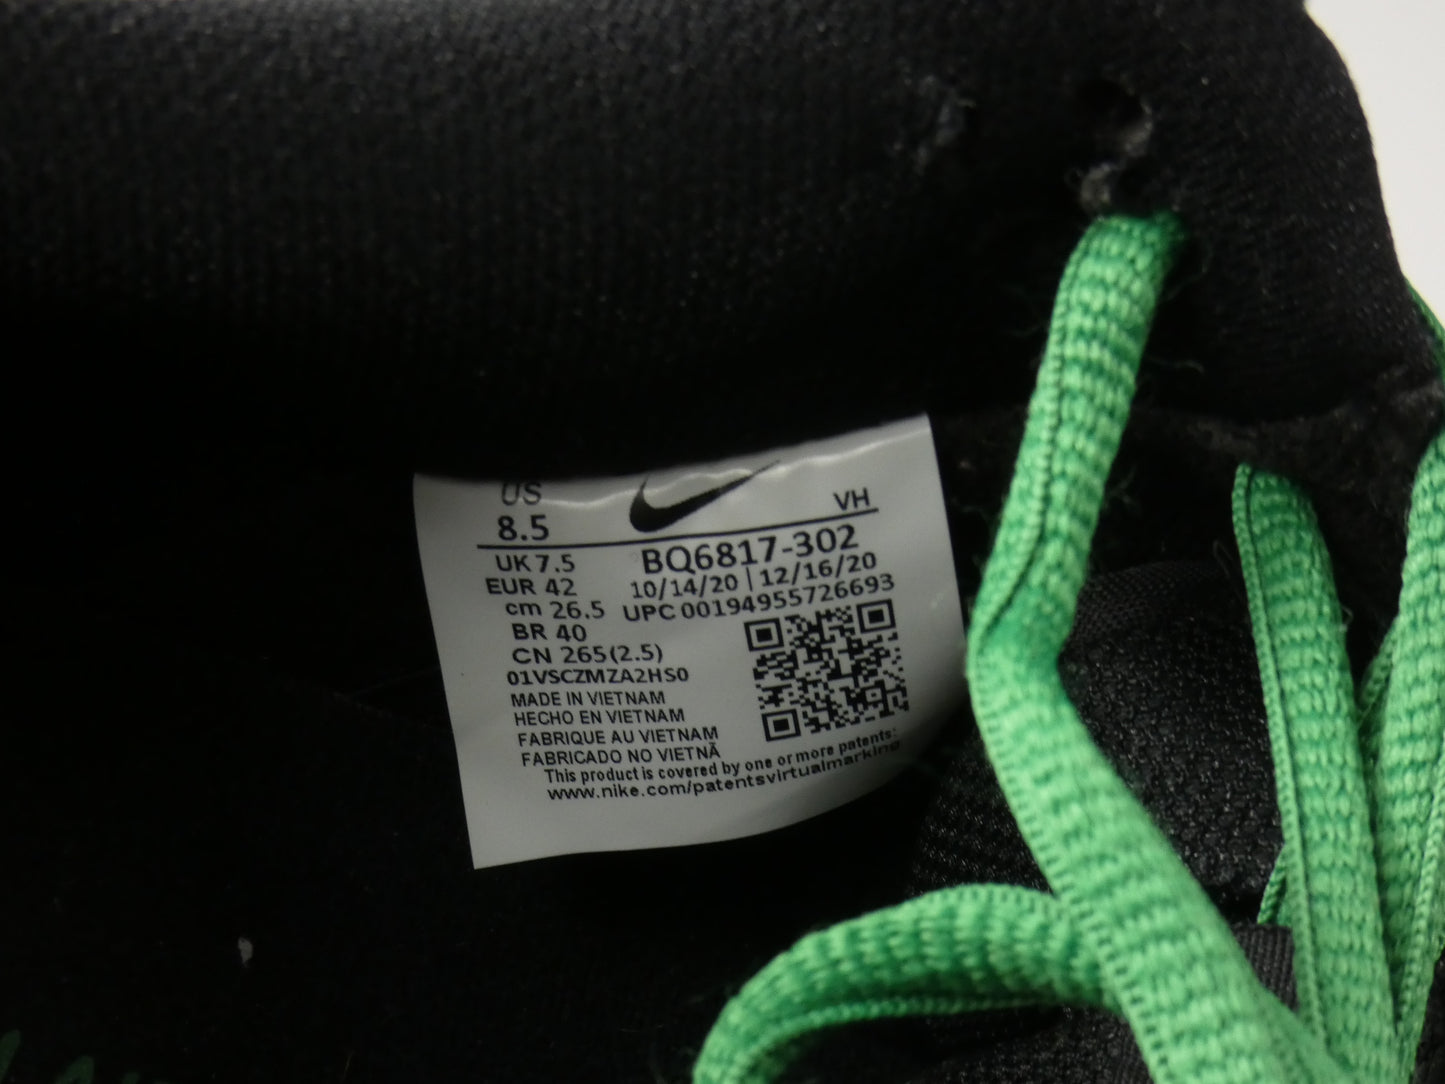 US
8.5
VH
UK 7.5
BQ6817-302
EUR 42
10/14/20 | 12/16/20
cm 26.5
UPC 00194955726693
BR 40
CN 265(2.5)
01VSCZMZA2HS0
MADE IN VIETNAM
HECHO EN VIETNAM
FABRIQUE AU VIETNAM
FABRICADO NO VIETNÃ
This product is covered by one or more patents:
www.nike.com/patentsvirtualmarking